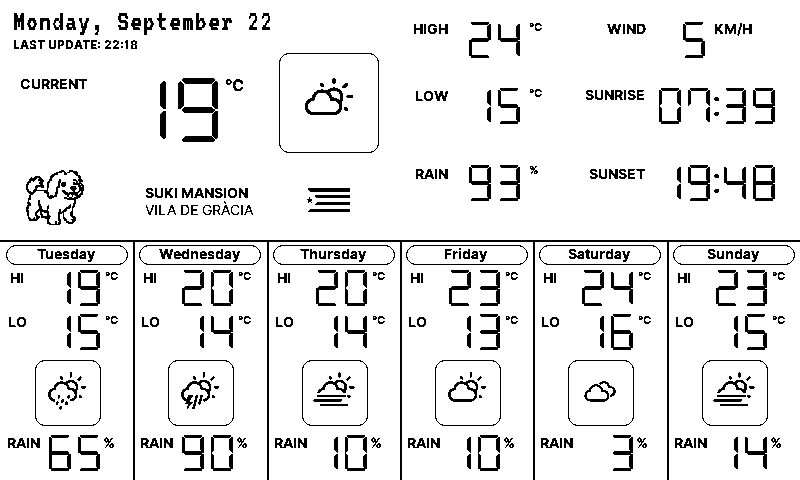 Monday, September 22
LAST UPDATE: 22:18
CURRENT 19 °C
HIGH 24 °C
WIND 5 KM/H
LOW 15 °C
SUNRISE 07:39
RAIN 93 %
SUNSET 19:48
SUKI MANSION
VILA DE GRÀCIA
Tuesday
HI 19 °C
LO 15 °C
RAIN 65 %
Wednesday
HI 20 °C
LO 14 °C
RAIN 90 %
Thursday
HI 20 °C
LO 14 °C
RAIN 10 %
Friday
HI 23 °C
LO 13 °C
RAIN 10 %
Saturday
HI 24 °C
LO 16 °C
RAIN 3 %
Sunday
HI 23 °C
LO 15 °C
RAIN 14 %